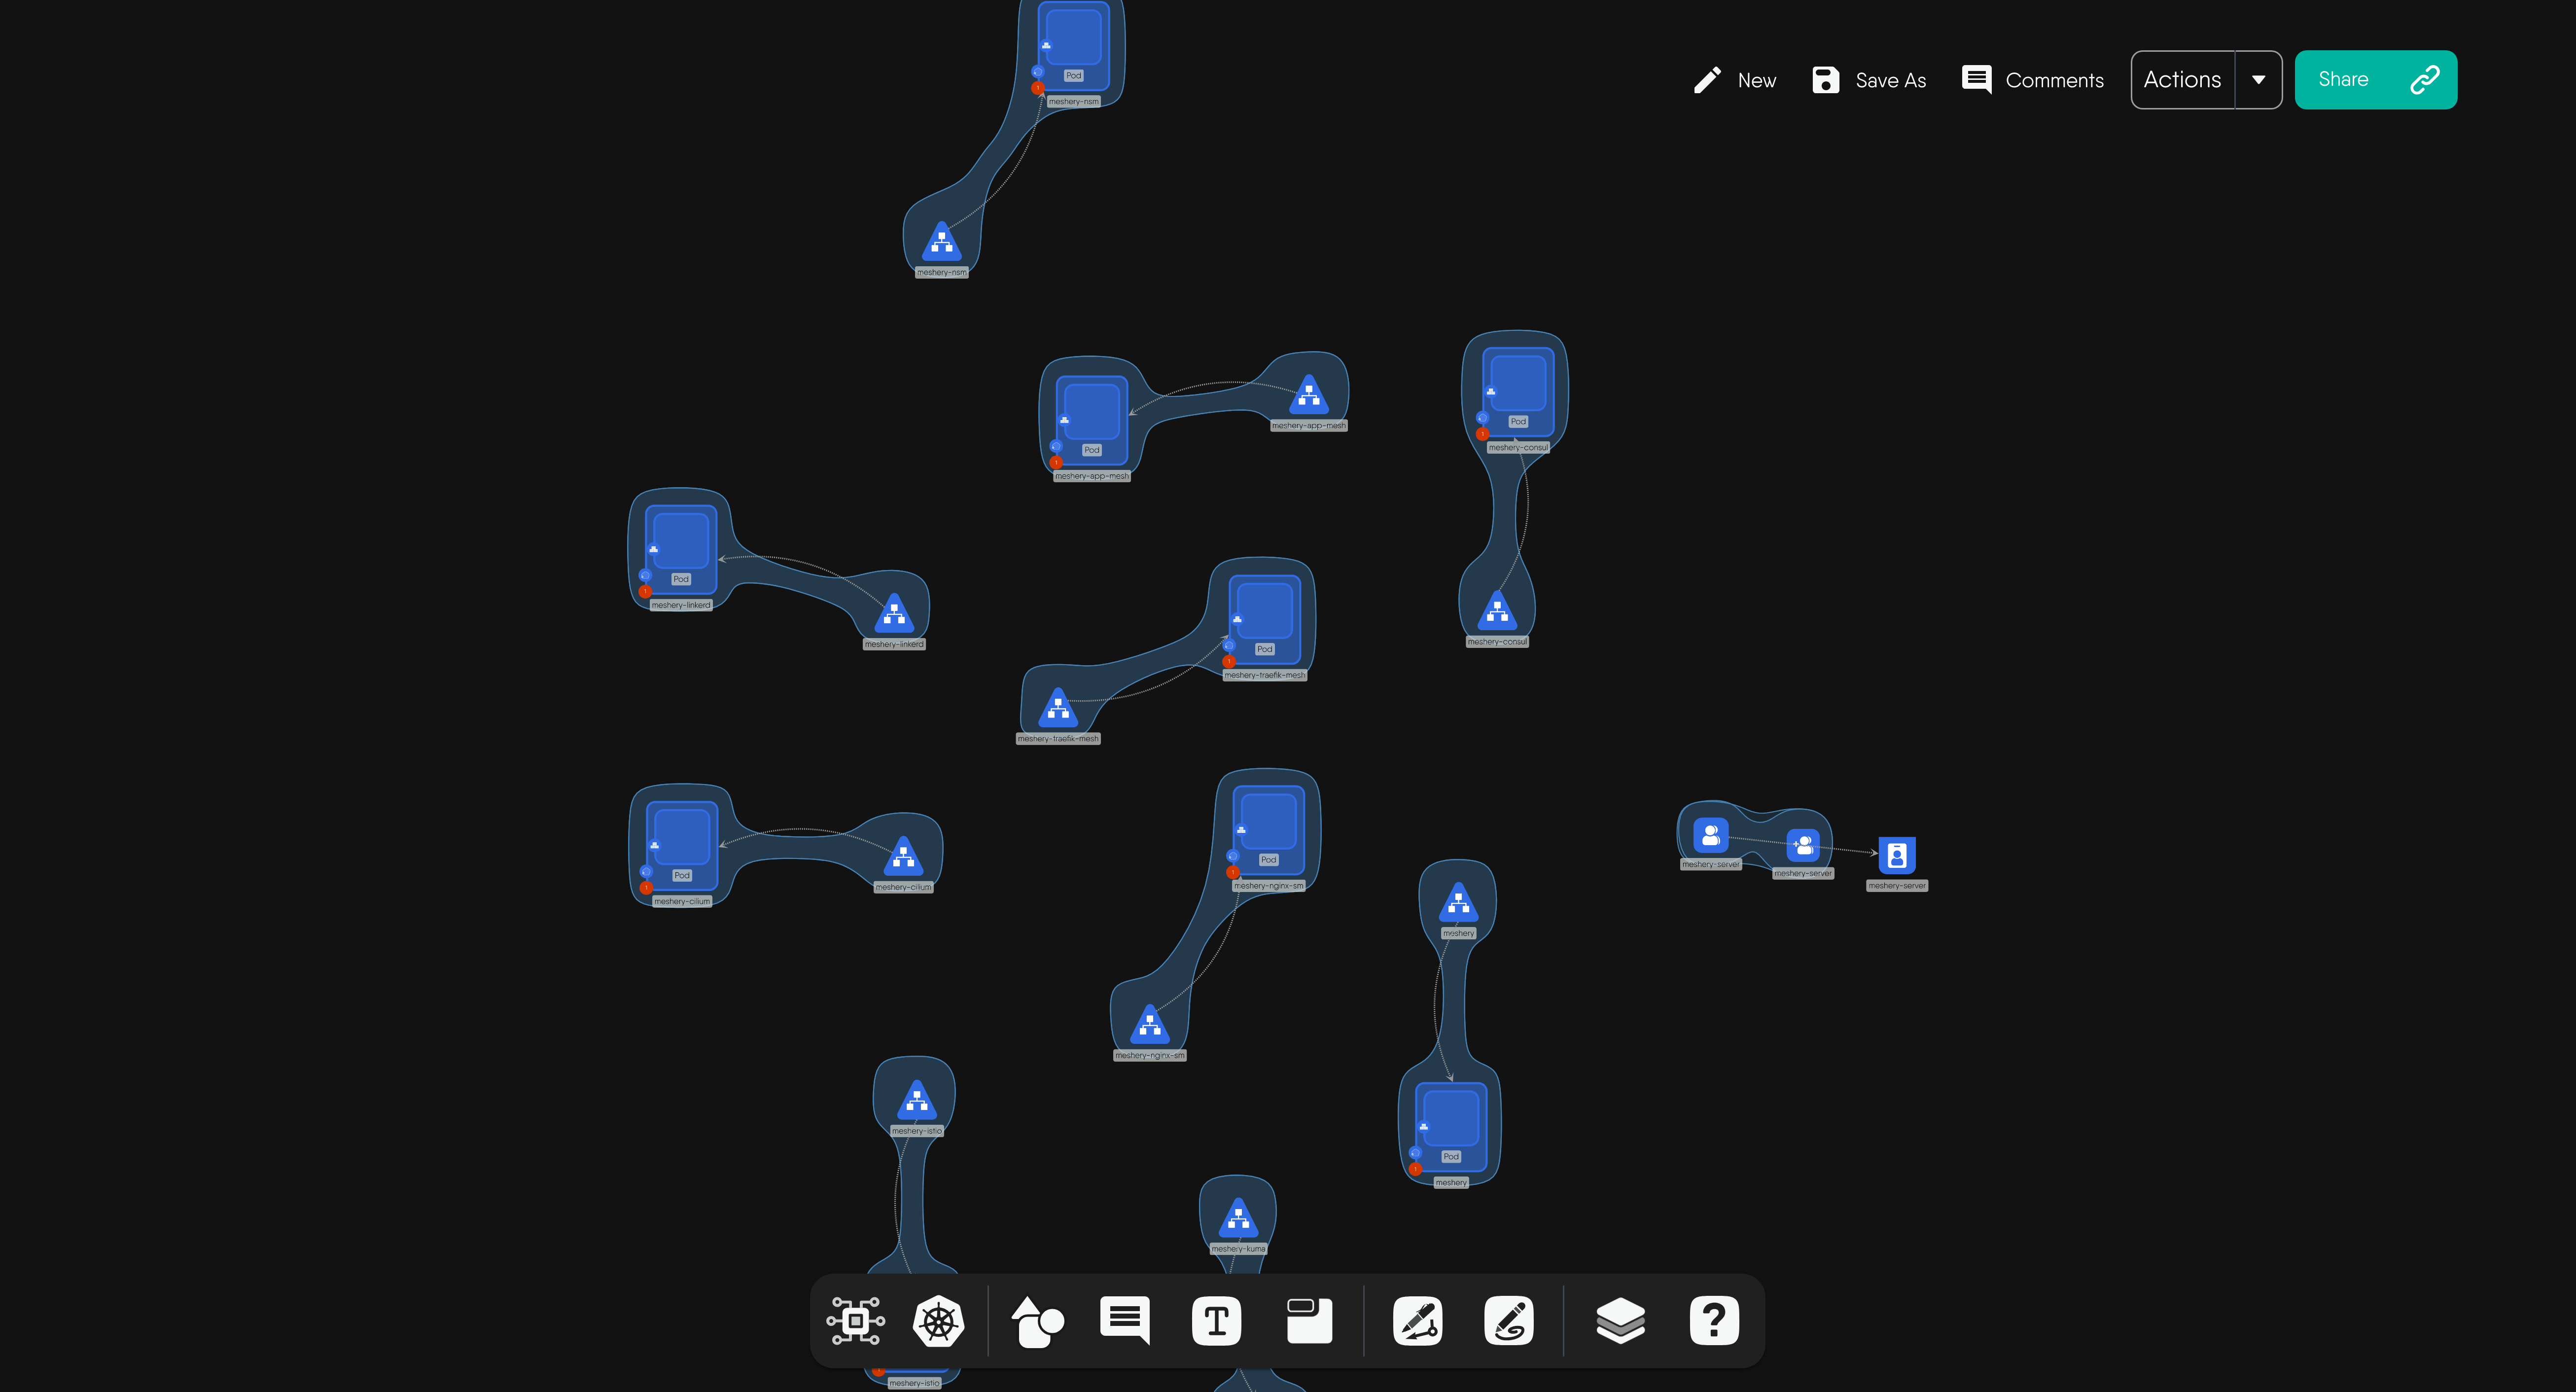 Pod
meshery-nsm
New
Save As
Comments
Actions
Share
meshery-nsm
meshery-app-mesh
Pod
meshery-app-mesh
Pod
meshery-consul
Pod
meshery-linkerd
meshery-linkerd
meshery-consul
Pod
meshery-traefik-mesh
meshery-traefik-mesh
Pod
meshery-cilium
meshery-cilium
Pod
meshery-nginx-sm
meshery-server
meshery-server
meshery-server
meshery
meshery-nginx-sm
meshery-istio
Pod
meshery
meshery-kuma
T
?
meshery-istio